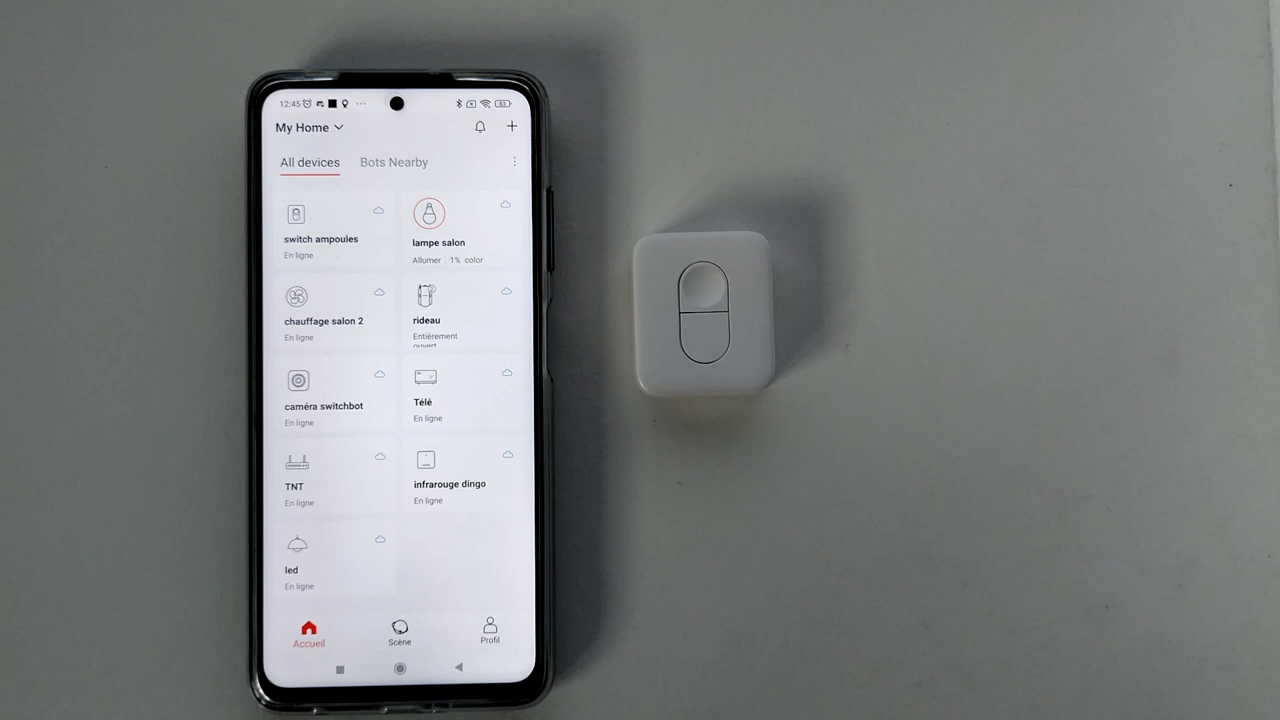 12:45
83
My Home
All devices Bots Nearby
switch ampoules
En ligne
lampe salon
Allumer | 1% color
chauffage salon 2
En ligne
rideau
Entièrement
ouvert
caméra switchbot
En ligne
Télé
En ligne
TNT
En ligne
infrarouge dingo
En ligne
led
En ligne
Accueil Scène Profil